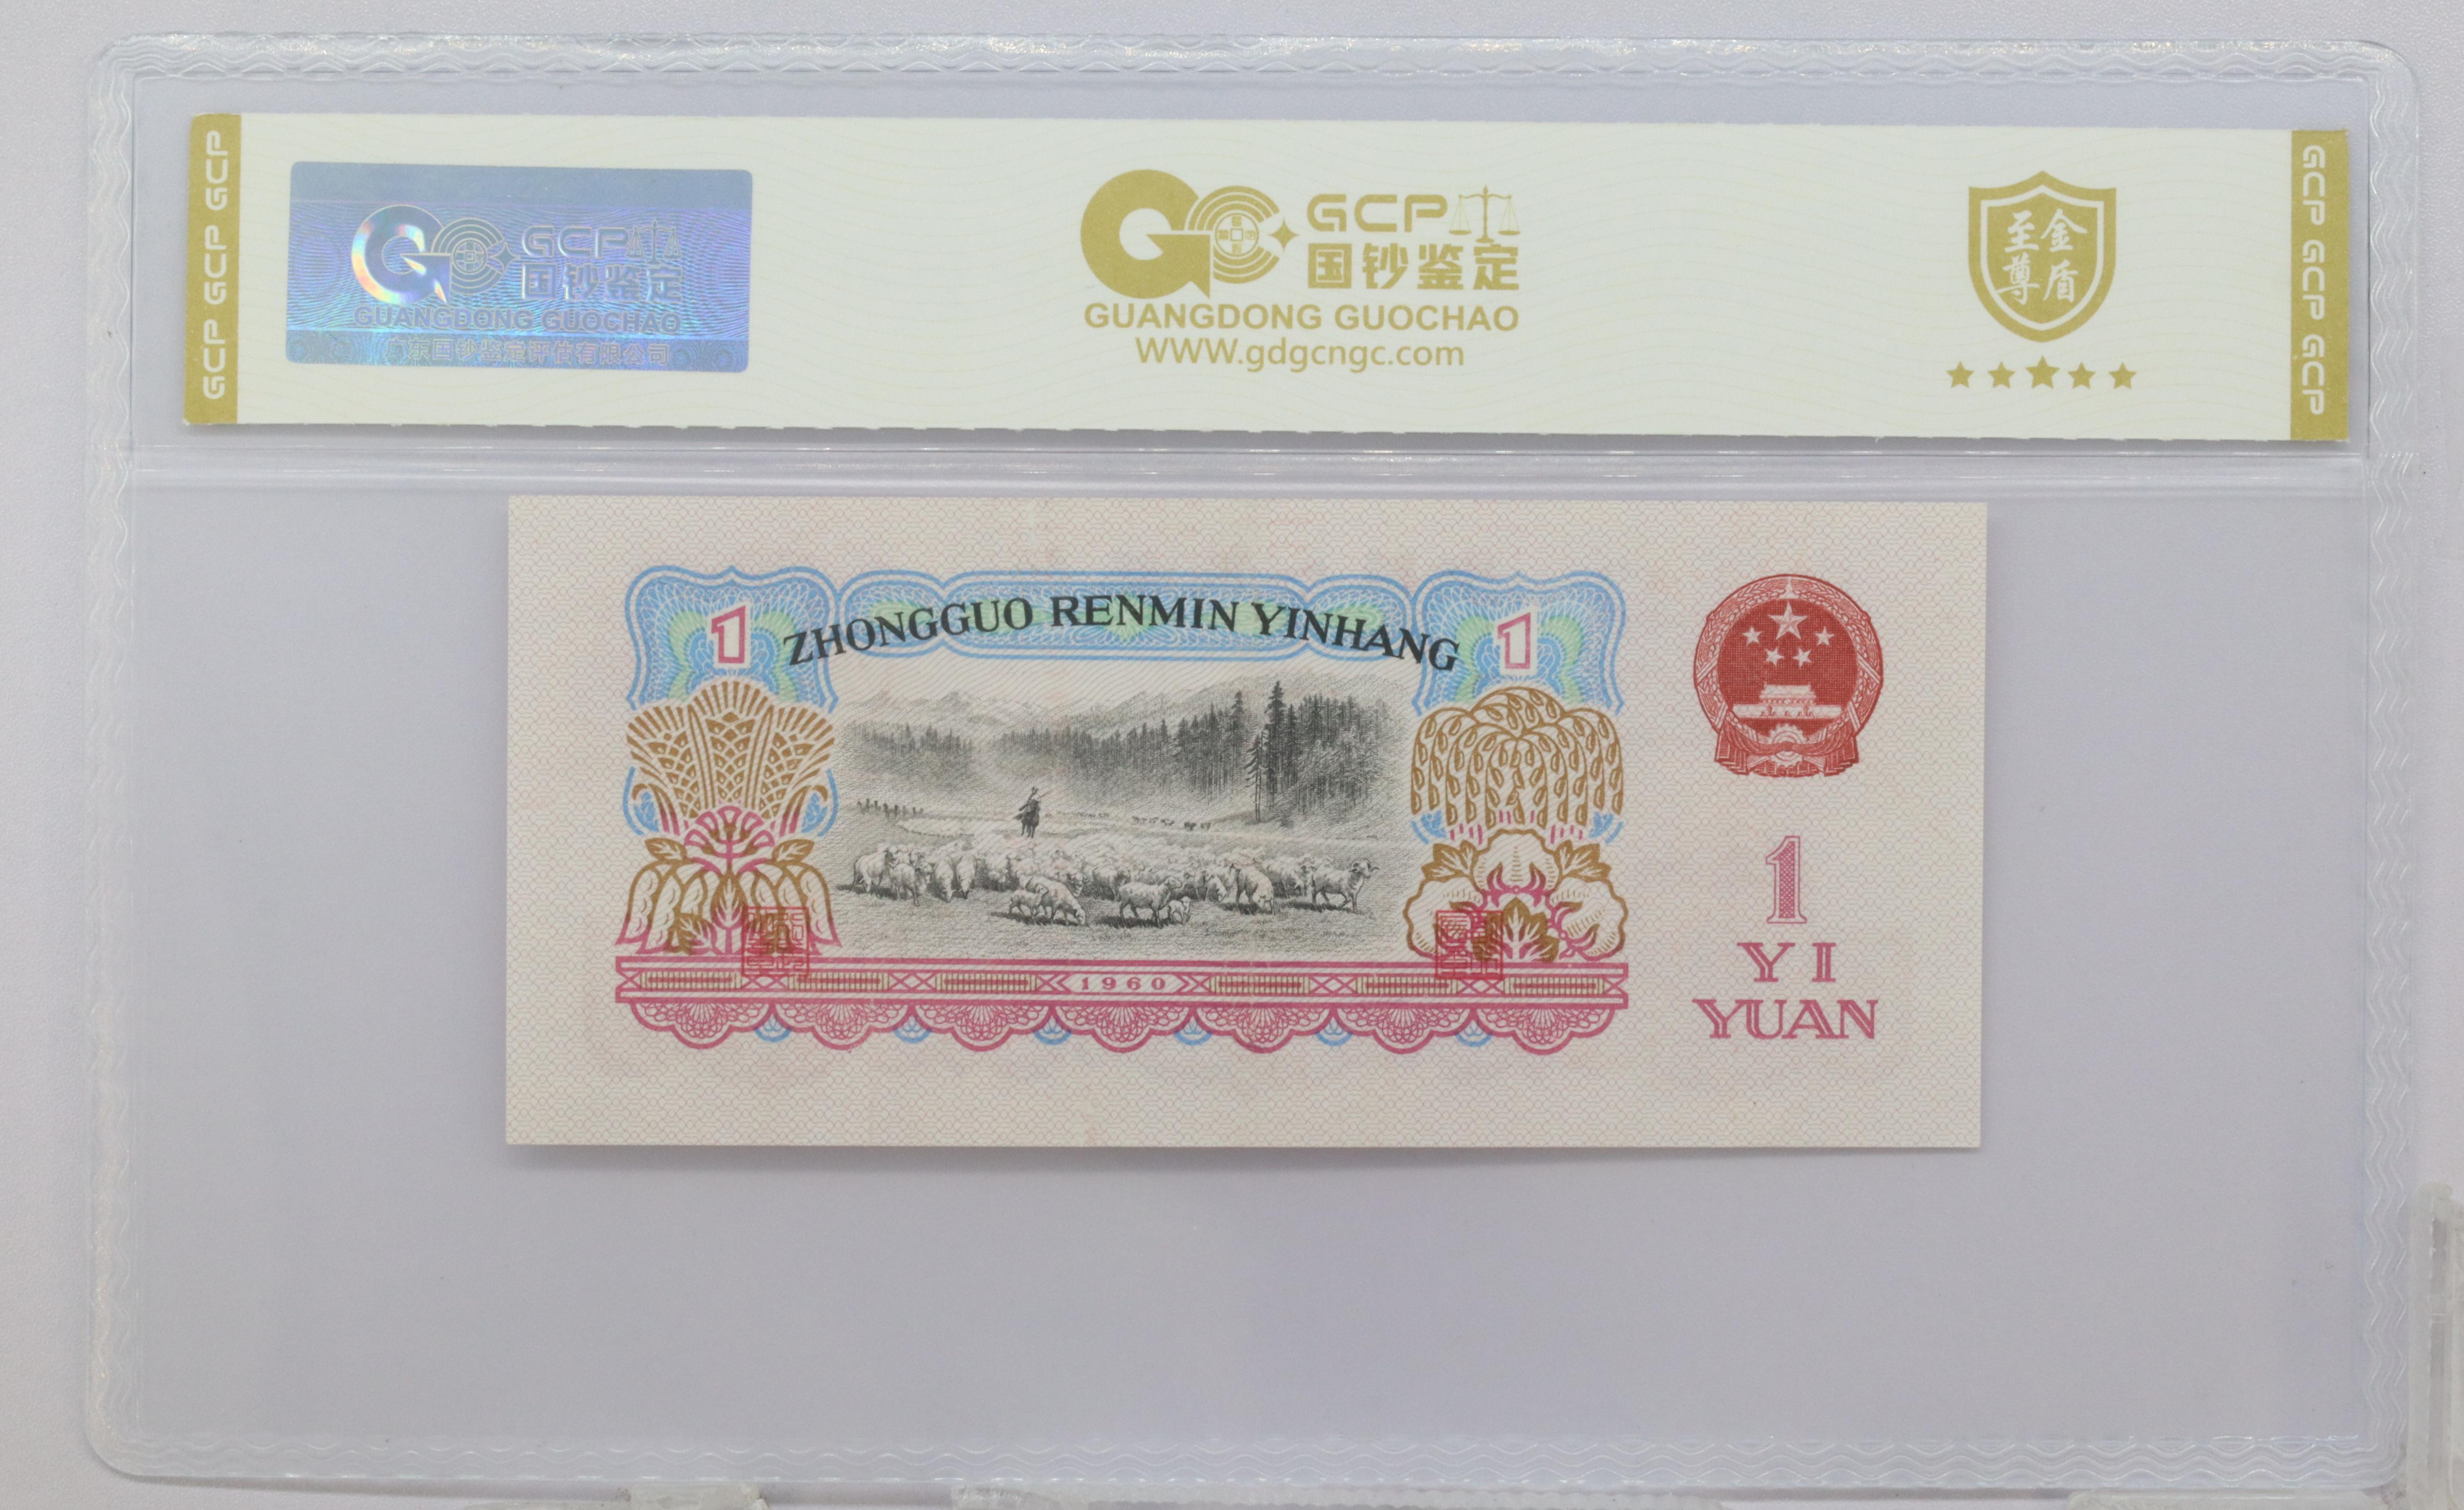 GCP GCP GCP
GCP
国钞鉴定
GUANGDONG GUOCHAO
广东国钞鉴定评估有限公司
GCP
国钞鉴定
GUANGDONG GUOCHAO
WWW.gdgcngc.com
金盾
至尊
GCP GCP GCP GCP
1 ZHONGGUO RENMIN YINHANG 1
1960
1
YI
YUAN